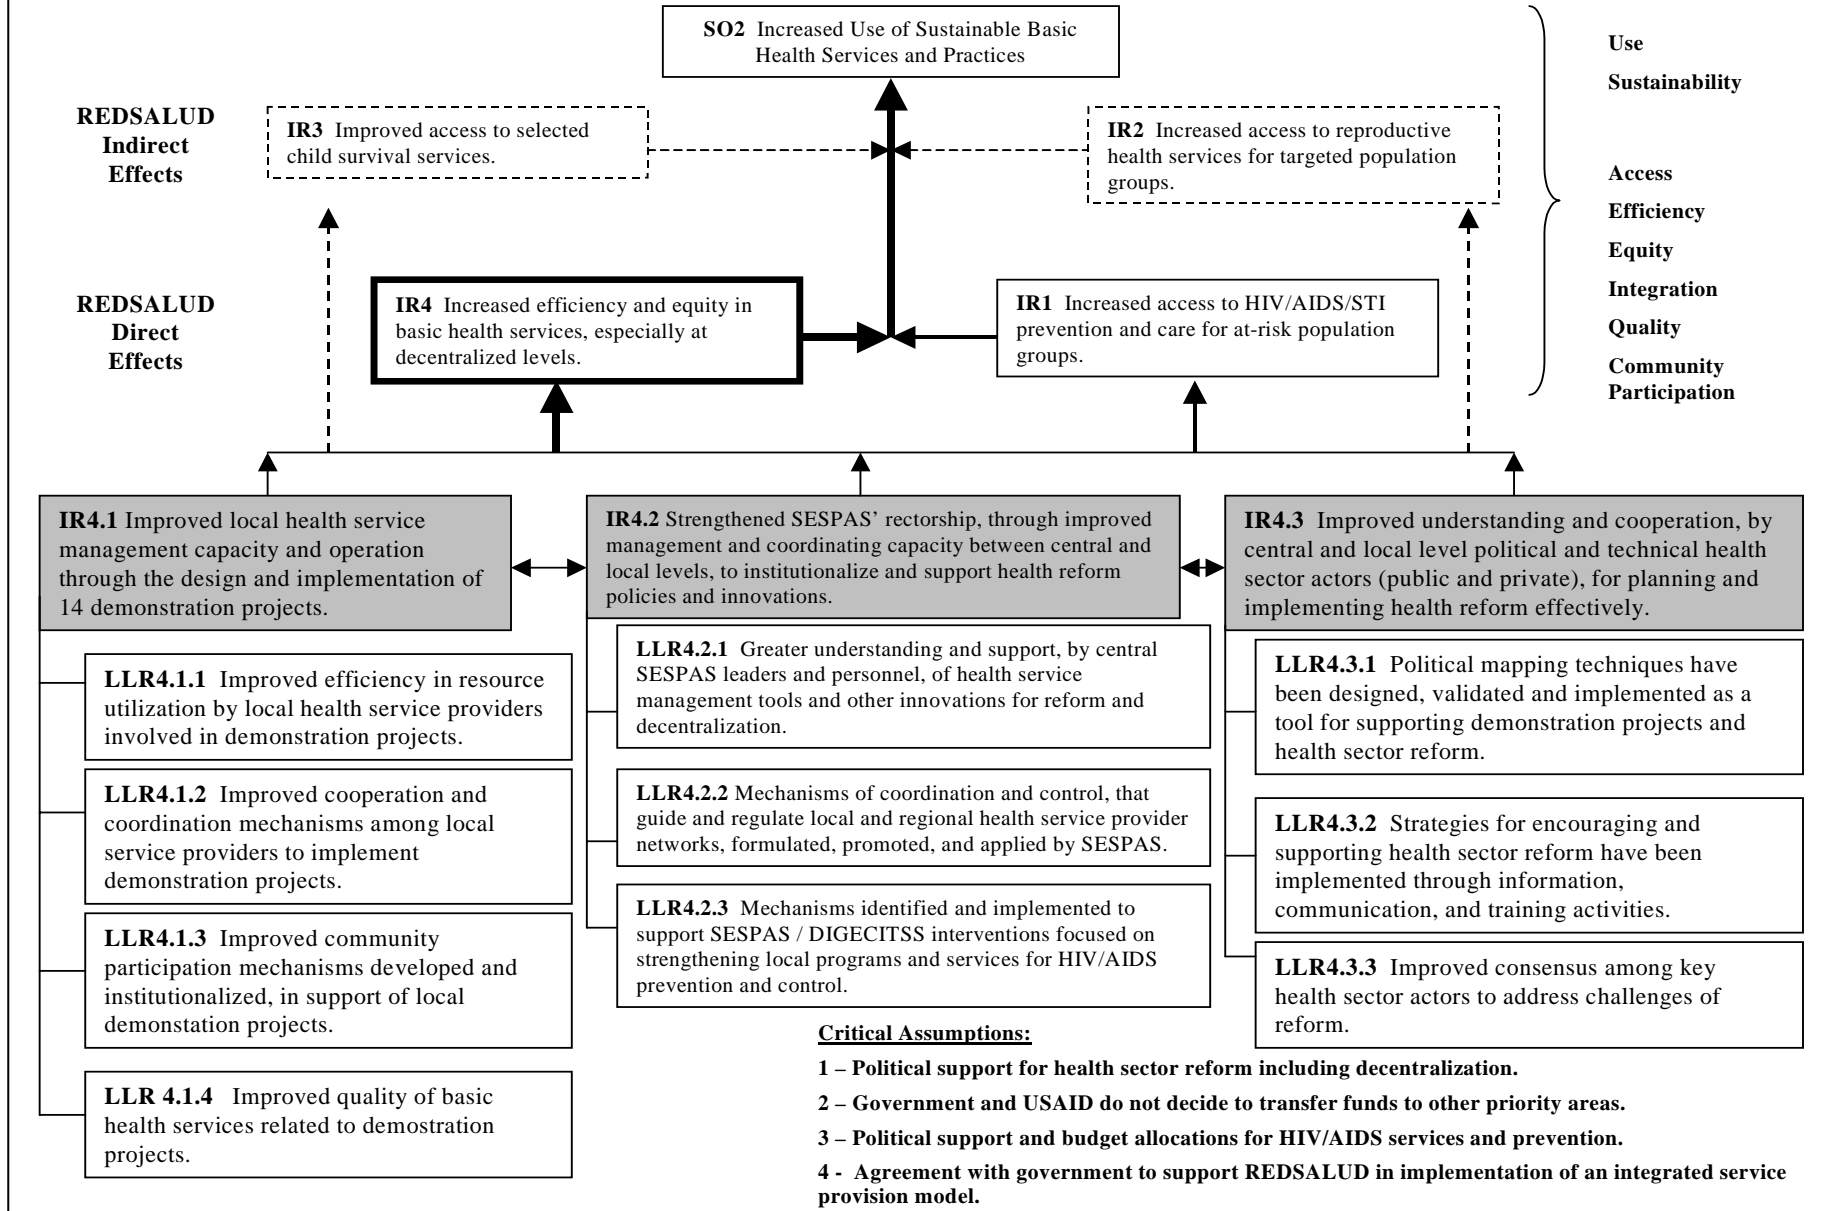 SO2 Increased Use of Sustainable Basic
Health Services and Practices
Use
Sustainability
Access
Efficiency
Equity
Integration
Quality
Community
Participation
REDSALUD
Indirect
Effects
IR3 Improved access to selected
child survival services.
IR2 Increased access to reproductive
health services for targeted population
groups.
REDSALUD
Direct
Effects
IR4 Increased efficiency and equity in
basic health services, especially at
decentralized levels.
IR1 Increased access to HIV/AIDS/STI
prevention and care for at-risk population
groups.
IR4.1 Improved local health service
management capacity and operation
through the design and implementation of
14 demonstration projects.
LLR4.1.1 Improved efficiency in resource
utilization by local health service providers
involved in demonstration projects.
LLR4.1.2 Improved cooperation and
coordination mechanisms among local
service providers to implement
demonstration projects.
LLR4.1.3 Improved community
participation mechanisms developed and
institutionalized, in support of local
demonstation projects.
LLR 4.1.4 Improved quality of basic
health services related to demostration
projects.
IR4.2 Strengthened SESPAS’ rectorship, through improved
management and coordinating capacity between central and
local levels, to institutionalize and support health reform
policies and innovations.
LLR4.2.1 Greater understanding and support, by central
SESPAS leaders and personnel, of health service
management tools and other innovations for reform and
decentralization.
LLR4.2.2 Mechanisms of coordination and control, that
guide and regulate local and regional health service provider
networks, formulated, promoted, and applied by SESPAS.
LLR4.2.3 Mechanisms identified and implemented to
support SESPAS / DIGECITSS interventions focused on
strengthening local programs and services for HIV/AIDS
prevention and control.
IR4.3 Improved understanding and cooperation, by
central and local level political and technical health
sector actors (public and private), for planning and
implementing health reform effectively.
LLR4.3.1 Political mapping techniques have
been designed, validated and implemented as a
tool for supporting demonstration projects and
health sector reform.
LLR4.3.2 Strategies for encouraging and
supporting health sector reform have been
implemented through information,
communication, and training activities.
LLR4.3.3 Improved consensus among key
health sector actors to address challenges of
reform.
Critical Assumptions:
1 – Political support for health sector reform including decentralization.
2 – Government and USAID do not decide to transfer funds to other priority areas.
3 – Political support and budget allocations for HIV/AIDS services and prevention.
4 - Agreement with government to support REDSALUD in implementation of an integrated service
provision model.